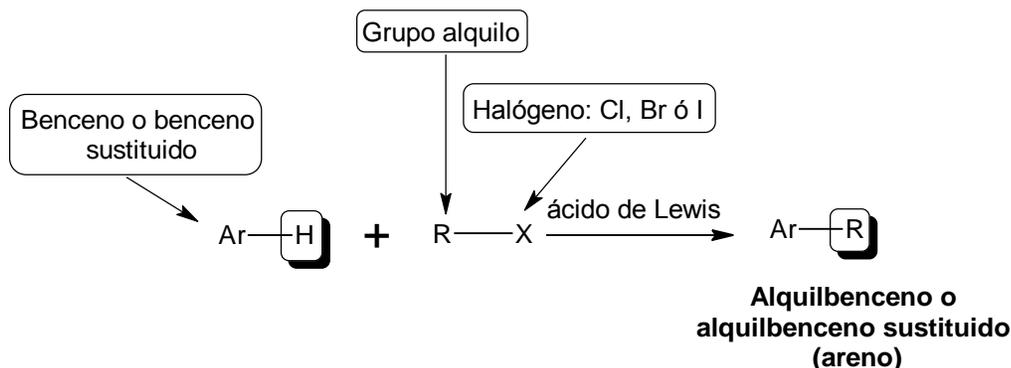 Grupo alquilo
Halógeno: Cl, Br ó I
Benceno o benceno
sustituido
Ar H + R X ácido de Lewis Ar R
Alquilbenceno o
alquilbenceno sustituido
(areno)